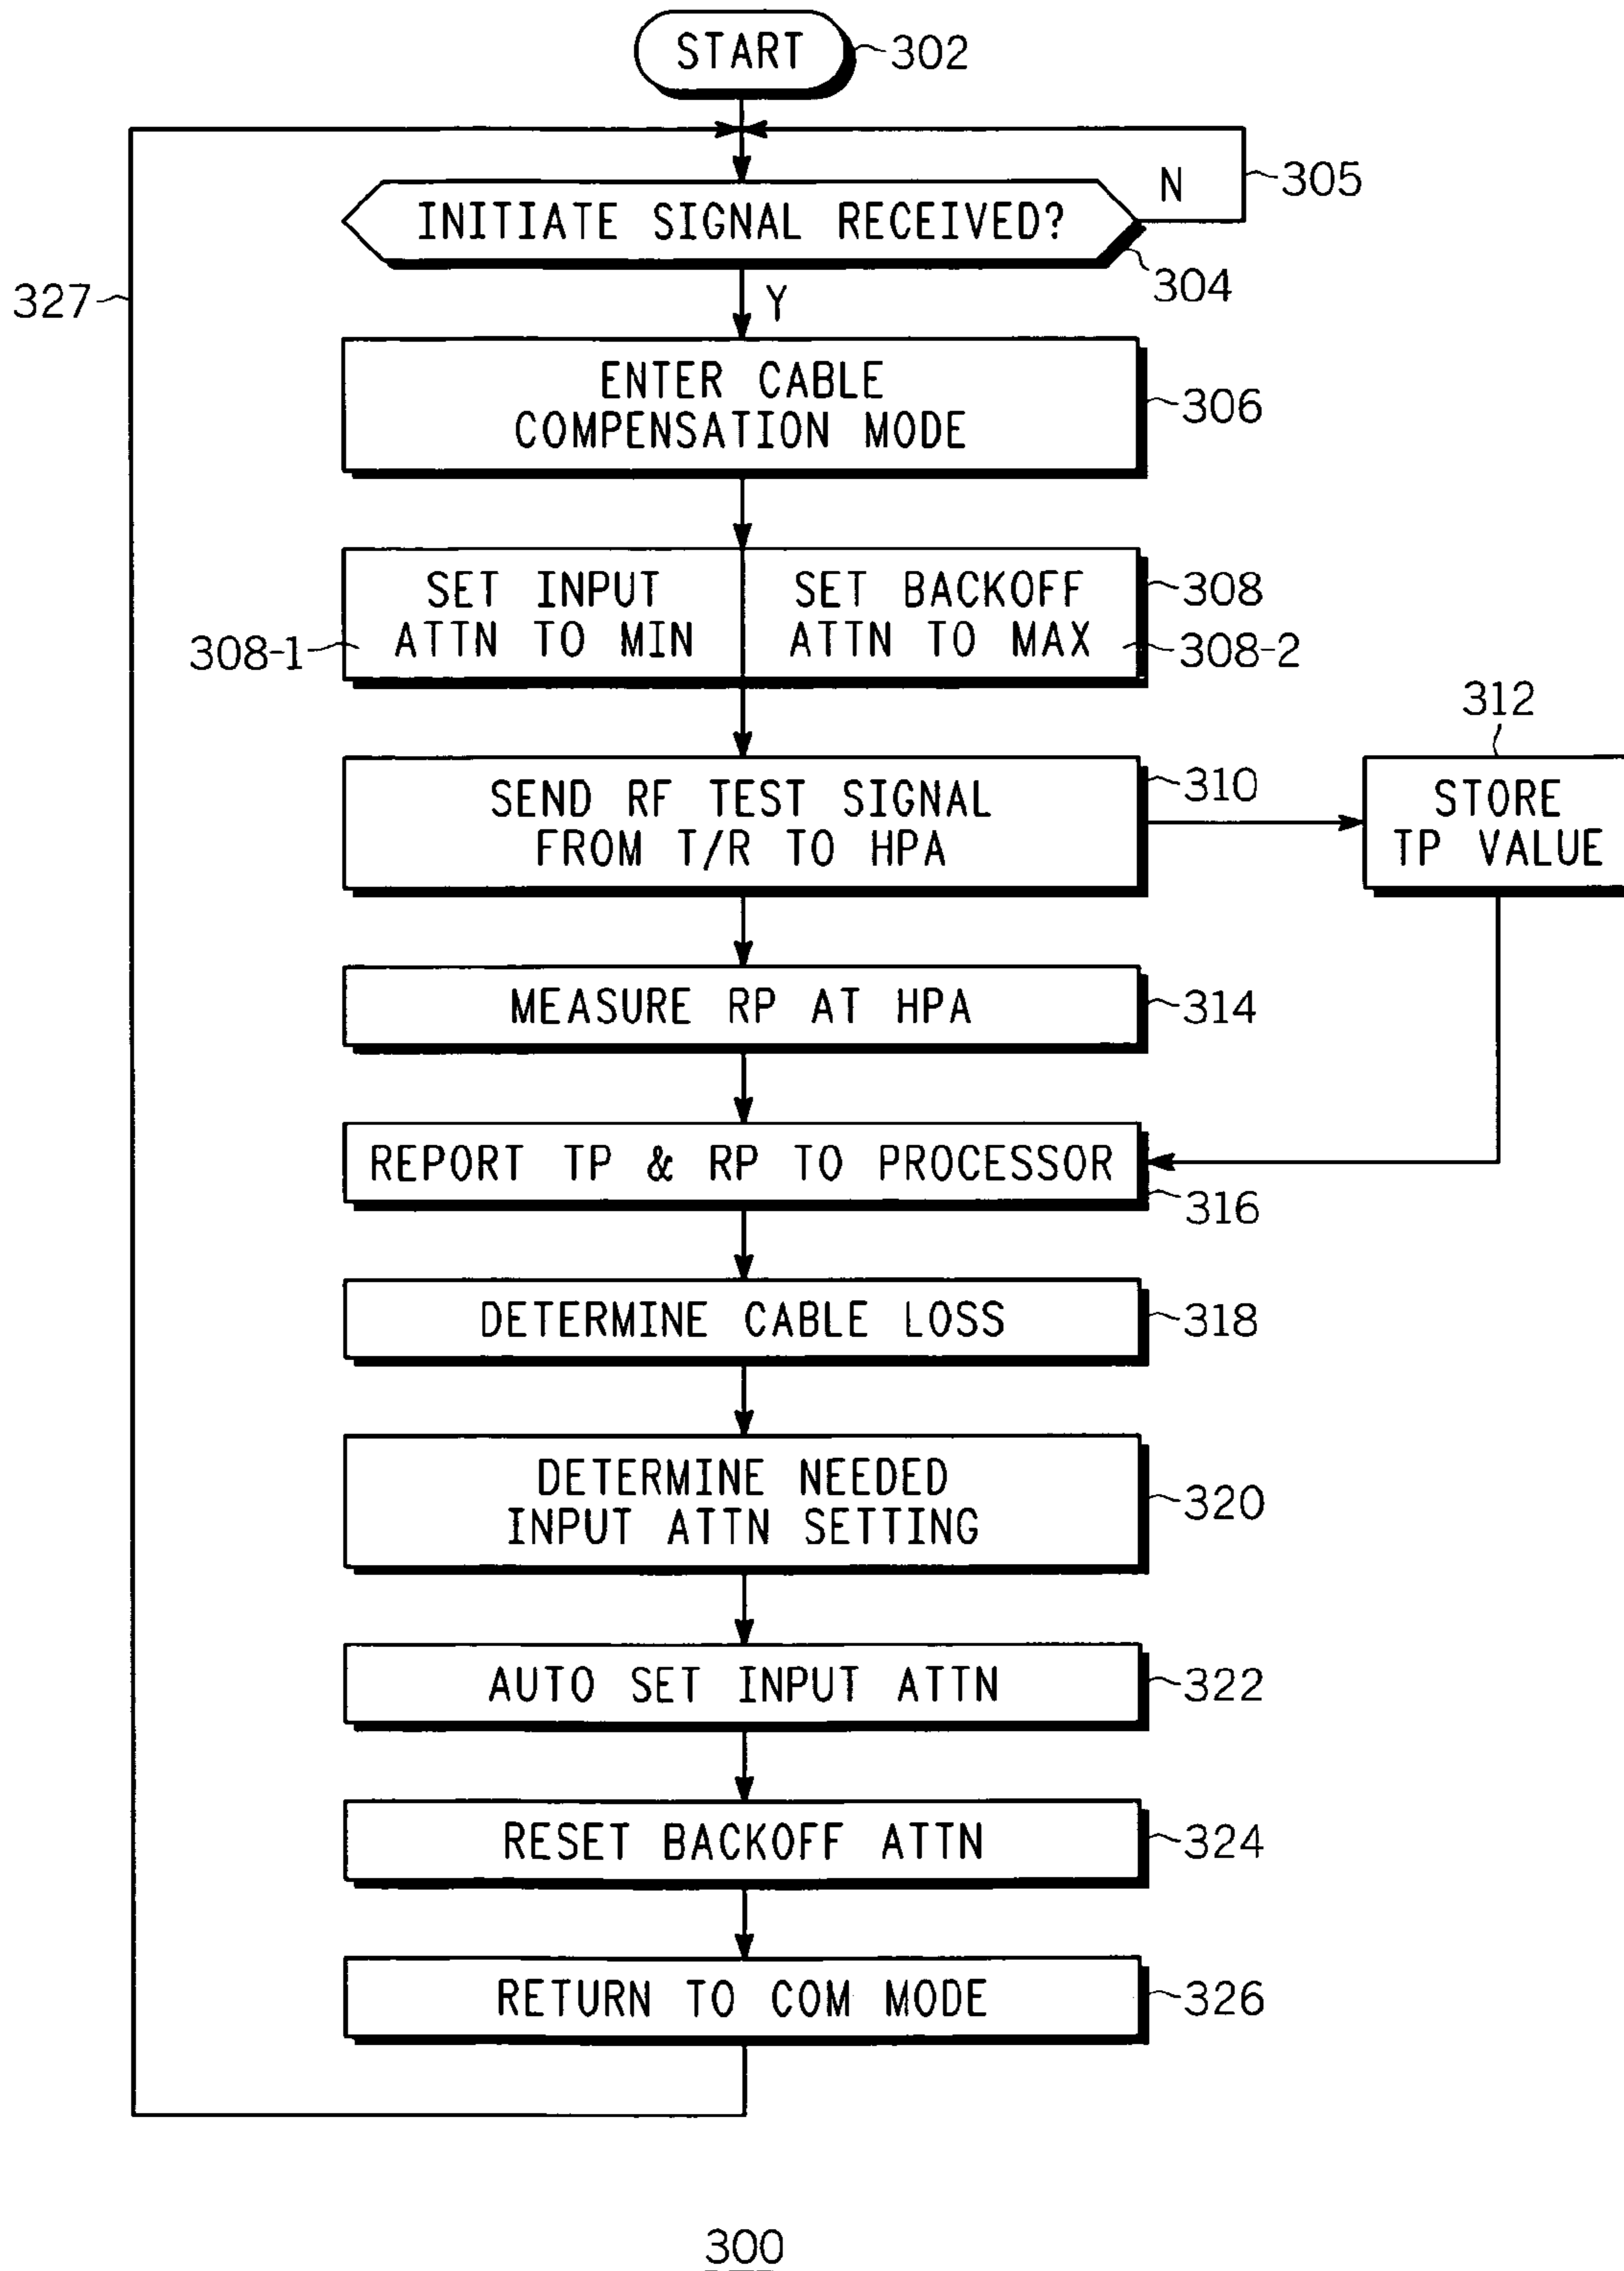 START
302
N
305
INITIATE SIGNAL RECEIVED?
304
327
Y
ENTER CABLE
COMPENSATION MODE
306
SET INPUT
ATTN TO MIN
308-1
SET BACKOFF
ATTN TO MAX
308
308-2
312
SEND RF TEST SIGNAL
FROM T/R TO HPA
310
STORE
TP VALUE
MEASURE RP AT HPA
314
REPORT TP & RP TO PROCESSOR
316
DETERMINE CABLE LOSS
318
DETERMINE NEEDED
INPUT ATTN SETTING
320
AUTO SET INPUT ATTN
322
RESET BACKOFF ATTN
324
RETURN TO COM MODE
326
300